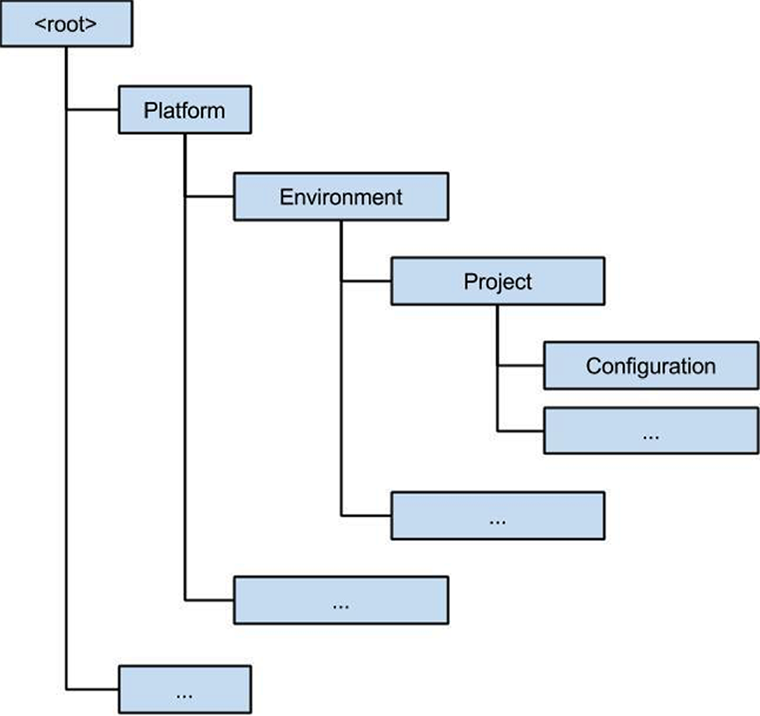 <root>
Platform
Environment
Project
Configuration
...
...
...
...